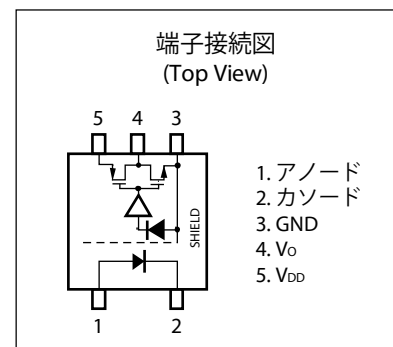 端子接続図
(Top View)
5 4 3
SHIELD
1 2
1. アノード
2. カソード
3. GND
4. VO
5. VDD